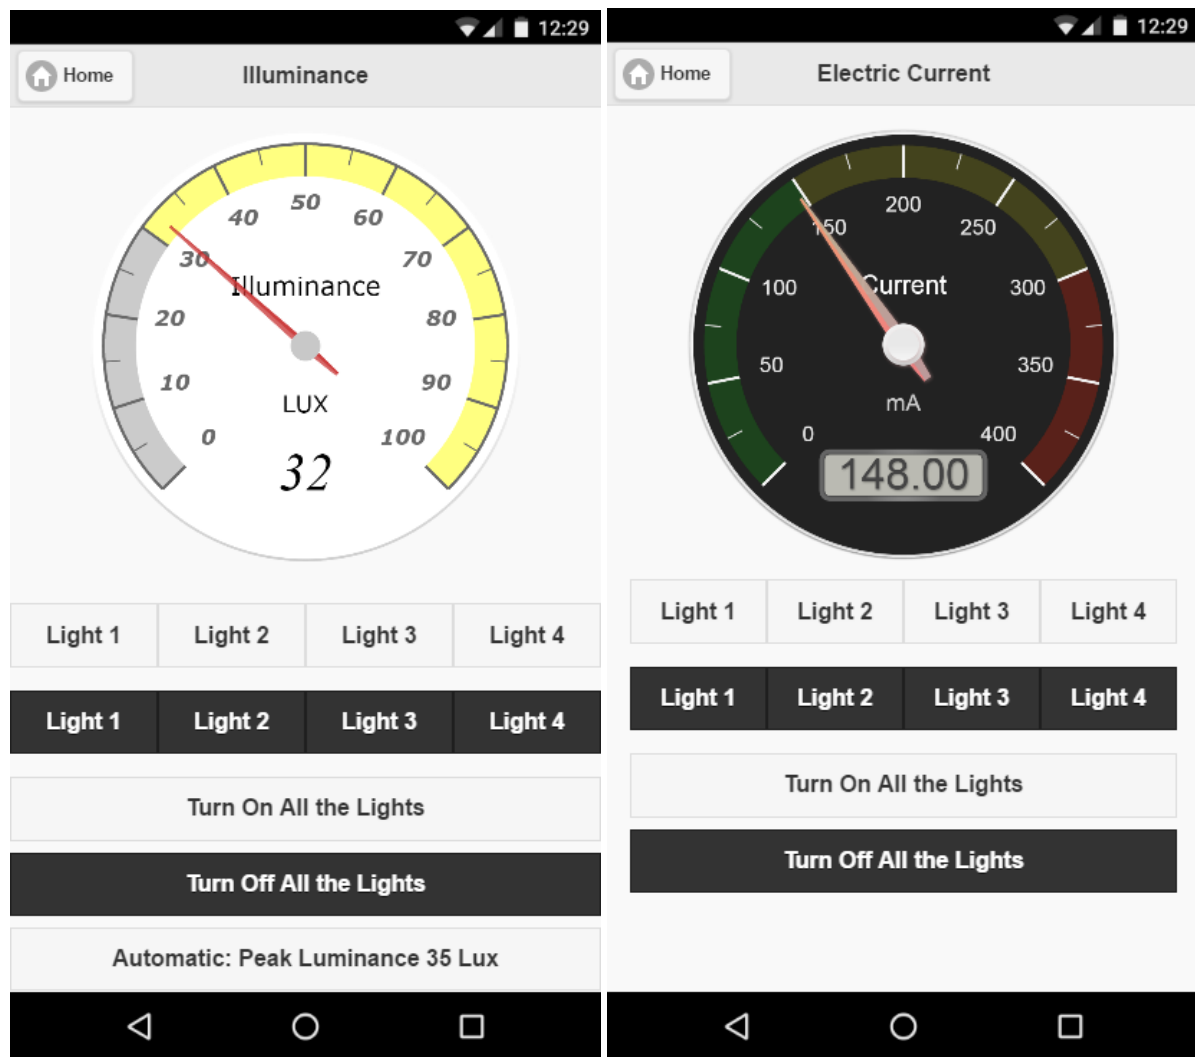 12:29
Home
Illuminance
0
10
20
30
40
50
60
70
80
90
100
Illuminance
LUX
32
Light 1 Light 2 Light 3 Light 4
Light 1 Light 2 Light 3 Light 4
Turn On All the Lights
Turn Off All the Lights
Automatic: Peak Luminance 35 Lux
12:29
Home
Electric Current
0
50
100
150
200
250
300
350
400
Current
mA
148.00
Light 1 Light 2 Light 3 Light 4
Light 1 Light 2 Light 3 Light 4
Turn On All the Lights
Turn Off All the Lights